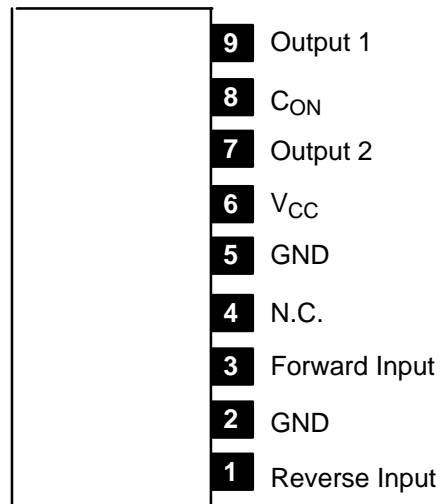 9 Output 1
8 CON
7 Output 2
6 VCC
5 GND
4 N.C.
3 Forward Input
2 GND
1 Reverse Input